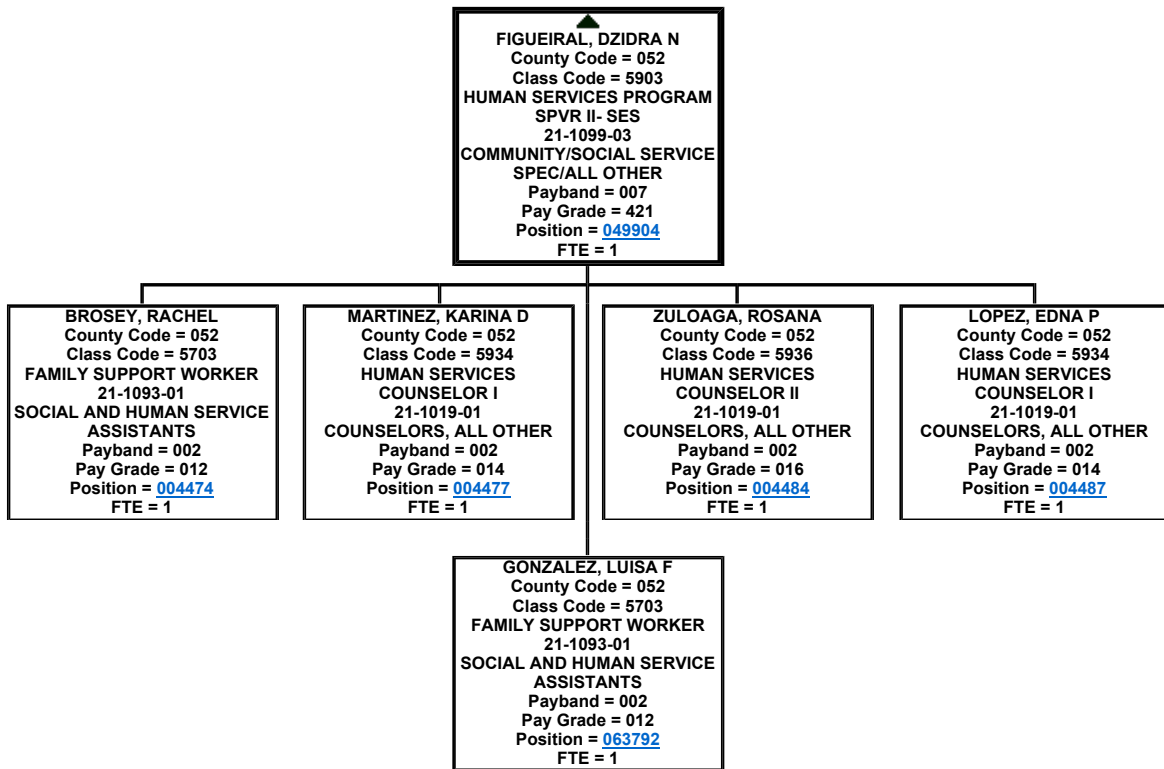 FIGUEIRAL, DZIDRA N
County Code = 052
Class Code = 5903
HUMAN SERVICES PROGRAM
SPVR II- SES
21-1099-03
COMMUNITY/SOCIAL SERVICE
SPEC/ALL OTHER
Payband = 007
Pay Grade = 421
Position = 049904
FTE = 1
BROSEY, RACHEL
County Code = 052
Class Code = 5703
FAMILY SUPPORT WORKER
21-1093-01
SOCIAL AND HUMAN SERVICE
ASSISTANTS
Payband = 002
Pay Grade = 012
Position = 004474
FTE = 1
MARTINEZ, KARINA D
County Code = 052
Class Code = 5934
HUMAN SERVICES
COUNSELOR I
21-1019-01
COUNSELORS, ALL OTHER
Payband = 002
Pay Grade = 014
Position = 004477
FTE = 1
ZULOAGA, ROSANA
County Code = 052
Class Code = 5936
HUMAN SERVICES
COUNSELOR II
21-1019-01
COUNSELORS, ALL OTHER
Payband = 002
Pay Grade = 016
Position = 004484
FTE = 1
LOPEZ, EDNA P
County Code = 052
Class Code = 5934
HUMAN SERVICES
COUNSELOR I
21-1019-01
COUNSELORS, ALL OTHER
Payband = 002
Pay Grade = 014
Position = 004487
FTE = 1
GONZALEZ, LUISA F
County Code = 052
Class Code = 5703
FAMILY SUPPORT WORKER
21-1093-01
SOCIAL AND HUMAN SERVICE
ASSISTANTS
Payband = 002
Pay Grade = 012
Position = 063792
FTE = 1